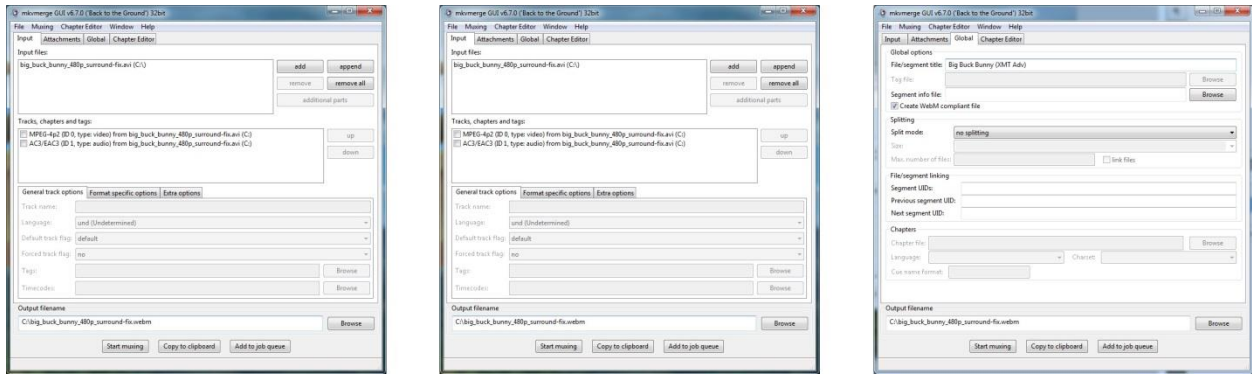 mkvmerge GUI v6.7.0 ('Back to the Ground') 32bit
File Muxing Chapter Editor Window Help
Input Attachments Global Chapter Editor
Input files:
big_buck_bunny_480p_surround-fix.avi (C:\)
add append
remove remove all
additional parts
Tracks, chapters and tags:
MPEG-4p2 (ID 0, type: video) from big_buck_bunny_480p_surround-fix.avi (C:)
AC3/EAC3 (ID 1, type: audio) from big_buck_bunny_480p_surround-fix.avi (C:)
up
down
General track options Format specific options Extra options
Track name:
Language: und (Undetermined)
Default track flag: default
Forced track flag: no
Tags: Browse
Timecodes: Browse
Output filename
C:\big_buck_bunny_480p_surround-fix.webm Browse
Start muxing Copy to clipboard Add to job queue
mkvmerge GUI v6.7.0 ('Back to the Ground') 32bit
File Muxing Chapter Editor Window Help
Input Attachments Global Chapter Editor
Input files:
big_buck_bunny_480p_surround-fix.avi (C:\)
add append
remove remove all
additional parts
Tracks, chapters and tags:
MPEG-4p2 (ID 0, type: video) from big_buck_bunny_480p_surround-fix.avi (C:)
AC3/EAC3 (ID 1, type: audio) from big_buck_bunny_480p_surround-fix.avi (C:)
up
down
General track options Format specific options Extra options
Track name:
Language: und (Undetermined)
Default track flag: default
Forced track flag: no
Tags: Browse
Timecodes: Browse
Output filename
C:\big_buck_bunny_480p_surround-fix.webm Browse
Start muxing Copy to clipboard Add to job queue
mkvmerge GUI v6.7.0 ('Back to the Ground') 32bit
File Muxing Chapter Editor Window Help
Input Attachments Global Chapter Editor
Global options
File/segment title: Big Buck Bunny (XMT Adv)
Tag file: Browse
Segment info file: Browse
Create WebM compliant file
Splitting
Split mode: no splitting
Size:
Max. number of files: link files
File/segment linking
Segment UIDs:
Previous segment UID:
Next segment UID:
Chapters
Chapter file: Browse
Language: Charset:
Cue name format:
Output filename
C:\big_buck_bunny_480p_surround-fix.webm Browse
Start muxing Copy to clipboard Add to job queue